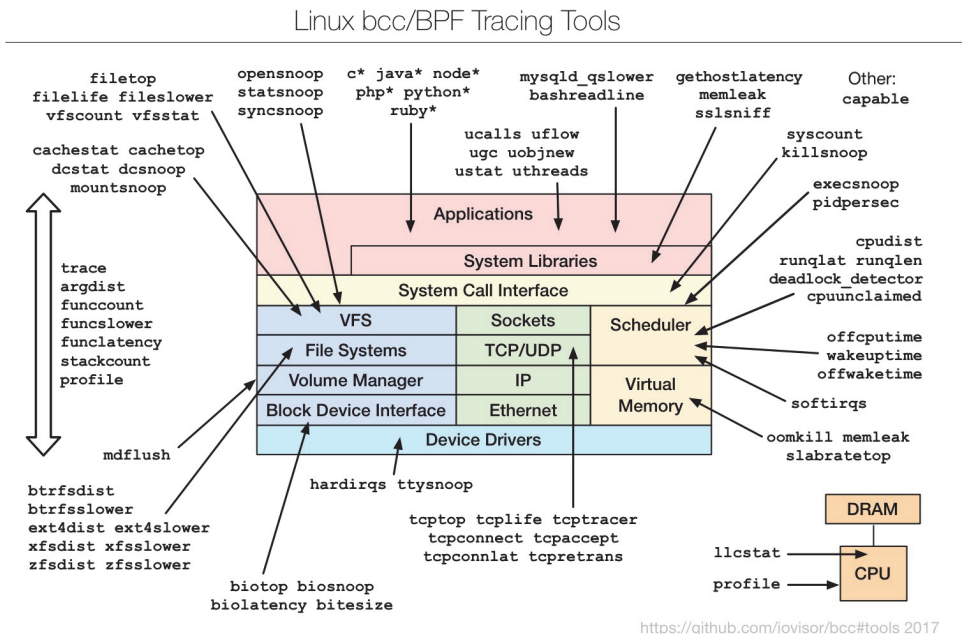 Linux bcc/BPF Tracing Tools
filetop
filelife fileslower
vfscount vfsstat
opensnoop
statsnoop
syncsnoop
c* java* node*
php* python*
ruby*
mysqld_qslower
bashreadline
gethostlatency
memleak
sslsniff
Other:
capable
ucalls uflow
ugc uobjnew
ustat uthreads
syscount
killsnoop
cachestat cachetop
dcstat dcsnoop
mountsnoop
execsnoop
pidpersec
trace
argdist
funccount
funcslower
funclatency
stackcount
profile
Applications
System Libraries
System Call Interface
VFS
Sockets
Scheduler
File Systems
TCP/UDP
Volume Manager
IP
Virtual
Memory
Block Device Interface
Ethernet
Device Drivers
cpudist
runqlat runqlen
deadlock_detector
cpuunclaimed
offcputime
wakeuptime
offwaketime
softirqs
oomkill memleak
slabratetop
mdflush
hardirqs ttysnoop
btrfsdist
btrfsslower
ext4dist ext4slower
xfsdist xfsslower
zfsdist zfsslower
tcptop tcplife tcptracer
tcpconnect tcpaccept
tcpconnlat tcpretrans
biotop biosnoop
biolatency bitesize
DRAM
llcstat
CPU
profile
https://github.com/iovisor/bcc#tools 2017